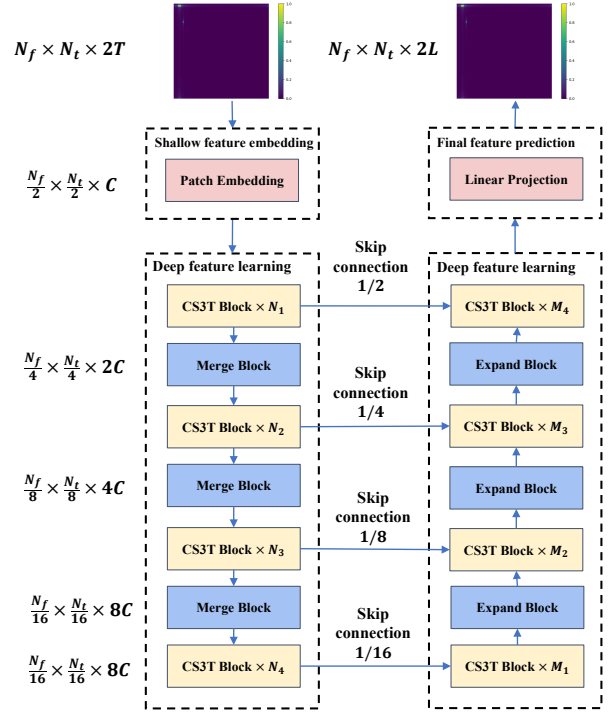 N_f × N_t × 2T
1.0
0.8
0.6
0.4
0.2
0.0
N_f × N_t × 2L
1.0
0.8
0.6
0.4
0.2
0.0
Shallow feature embedding
Patch Embedding
Final feature prediction
Linear Projection
N_f/2 × N_t/2 × C
Deep feature learning
Skip
connection
1/2
Deep feature learning
CS3T Block × N_1
CS3T Block × M_4
N_f/4 × N_t/4 × 2C
Merge Block
Expand Block
Skip
connection
1/4
CS3T Block × N_2
CS3T Block × M_3
N_f/8 × N_t/8 × 4C
Merge Block
Expand Block
Skip
connection
1/8
CS3T Block × N_3
CS3T Block × M_2
N_f/16 × N_t/16 × 8C
Merge Block
Expand Block
Skip
connection
1/16
N_f/16 × N_t/16 × 8C
CS3T Block × N_4
CS3T Block × M_1